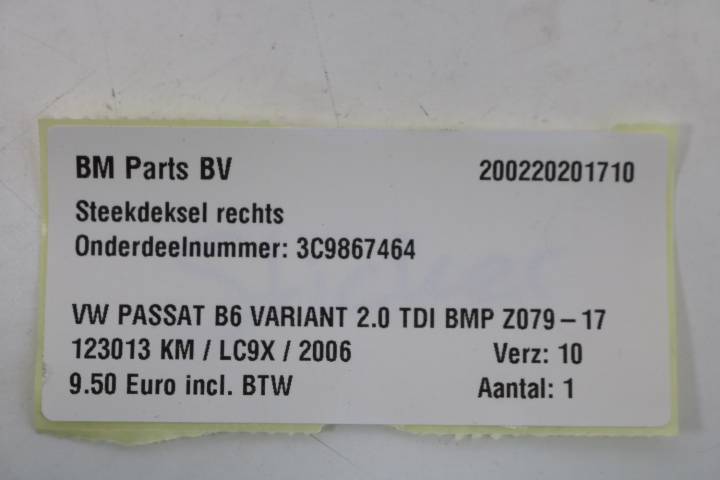 BM Parts BV 200220201710
Steekdeksel rechts
Onderdeelnummer: 3C9867464
VW PASSAT B6 VARIANT 2.0 TDI BMP Z079-17
123013 KM / LC9X / 2006 Verz: 10
9.50 Euro incl. BTW Aantal: 1